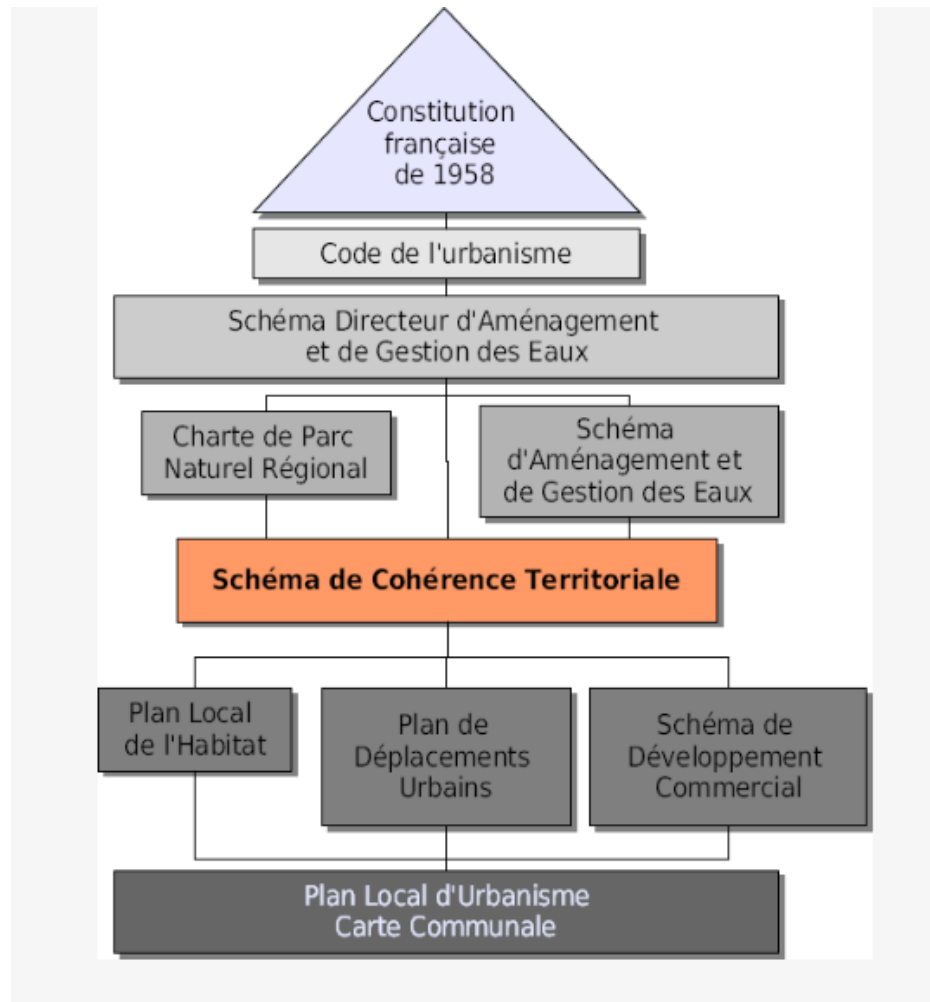 Constitution
française
de 1958
Code de l'urbanisme
Schéma Directeur d'Aménagement
et de Gestion des Eaux
Charte de Parc
Naturel Régional
Schéma
d'Aménagement et
de Gestion des Eaux
Schéma de Cohérence Territoriale
Plan Local
de l'Habitat
Plan de
Déplacements
Urbains
Schéma de
Développement
Commercial
Plan Local d'Urbanisme
Carte Communale